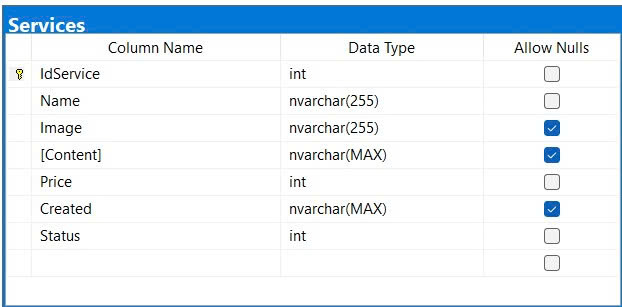 Services
Column Name Data Type Allow Nulls
IdService int
Name nvarchar(255)
Image nvarchar(255)
[Content] nvarchar(MAX)
Price int
Created nvarchar(MAX)
Status int